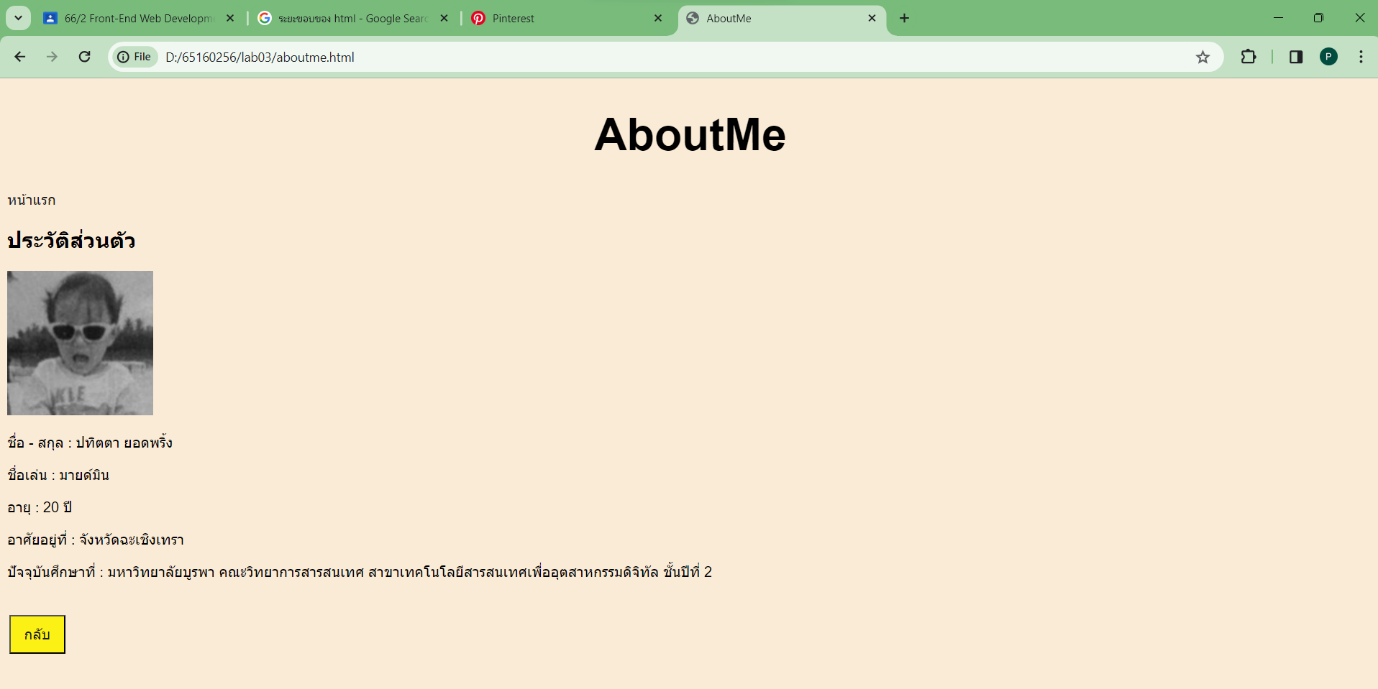 66/2 Front-End Web Developm
ระยะขอบของ html - Google Searc
Pinterest
AboutMe
File
D:/65160256/lab03/aboutme.html
P
AboutMe
หน้าแรก
ประวัติส่วนตัว
KLE
ชื่อ - สกุล : ปทิตตา ยอดพริ้ง
ชื่อเล่น : มายด์มิน
อายุ : 20 ปี
อาศัยอยู่ที่ : จังหวัดฉะเชิงเทรา
ปัจจุบันศึกษาที่ : มหาวิทยาลัยบูรพา คณะวิทยาการสารสนเทศ สาขาเทคโนโลยีสารสนเทศเพื่ออุตสาหกรรมดิจิทัล ชั้นปีที่ 2
กลับ